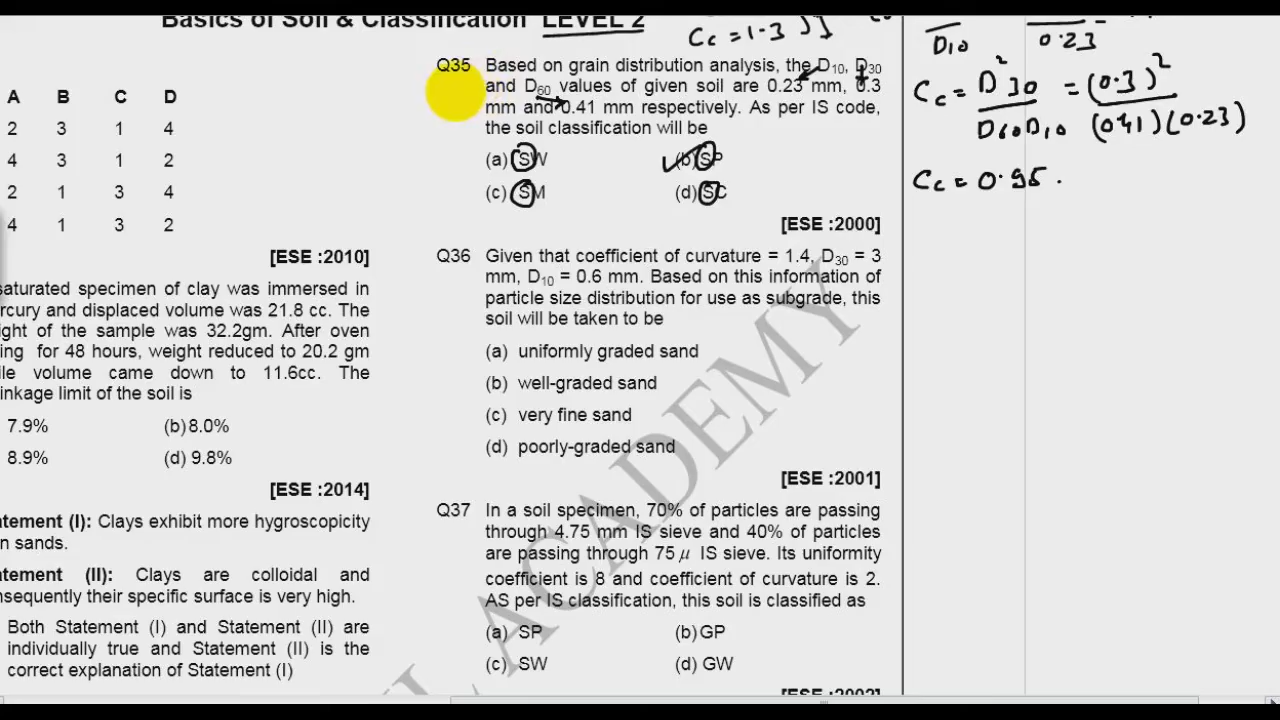 Basics of Soil & Classification LEVEL 2
Cc = 1.3
A B C D
2 3 1 4
4 3 1 2
2 1 3 4
4 1 3 2
[ESE :2010]
saturated specimen of clay was immersed in
rcury and displaced volume was 21.8 cc. The
ight of the sample was 32.2gm. After oven
ing for 48 hours, weight reduced to 20.2 gm
ile volume came down to 11.6cc. The
inkage limit of the soil is
7.9% (b) 8.0%
8.9% (d) 9.8%
[ESE :2014]
atement (I): Clays exhibit more hygroscopicity
n sands.
atement (II): Clays are colloidal and
nsequently their specific surface is very high.
Both Statement (I) and Statement (II) are
individually true and Statement (II) is the
correct explanation of Statement (I)
Q35 Based on grain distribution analysis, the D10, D30
and D60 values of given soil are 0.23 mm, 0.3
mm and 0.41 mm respectively. As per IS code,
the soil classification will be
(a) SW (b) SP
(c) SM (d) SC
[ESE :2000]
Q36 Given that coefficient of curvature = 1.4, D30 = 3
mm, D10 = 0.6 mm. Based on this information of
particle size distribution for use as subgrade, this
soil will be taken to be
(a) uniformly graded sand
(b) well-graded sand
(c) very fine sand
(d) poorly-graded sand
[ESE :2001]
Q37 In a soil specimen, 70% of particles are passing
through 4.75 mm IS sieve and 40% of particles
are passing through 75 μ IS sieve. Its uniformity
coefficient is 8 and coefficient of curvature is 2.
AS per IS classification, this soil is classified as
(a) SP (b) GP
(c) SW (d) GW
[ESE :2002]
D10 0.23
Cc = D²30 = (0.3)²
D60D10 (0.41)(0.23)
Cc = 0.95.
ACADEMY